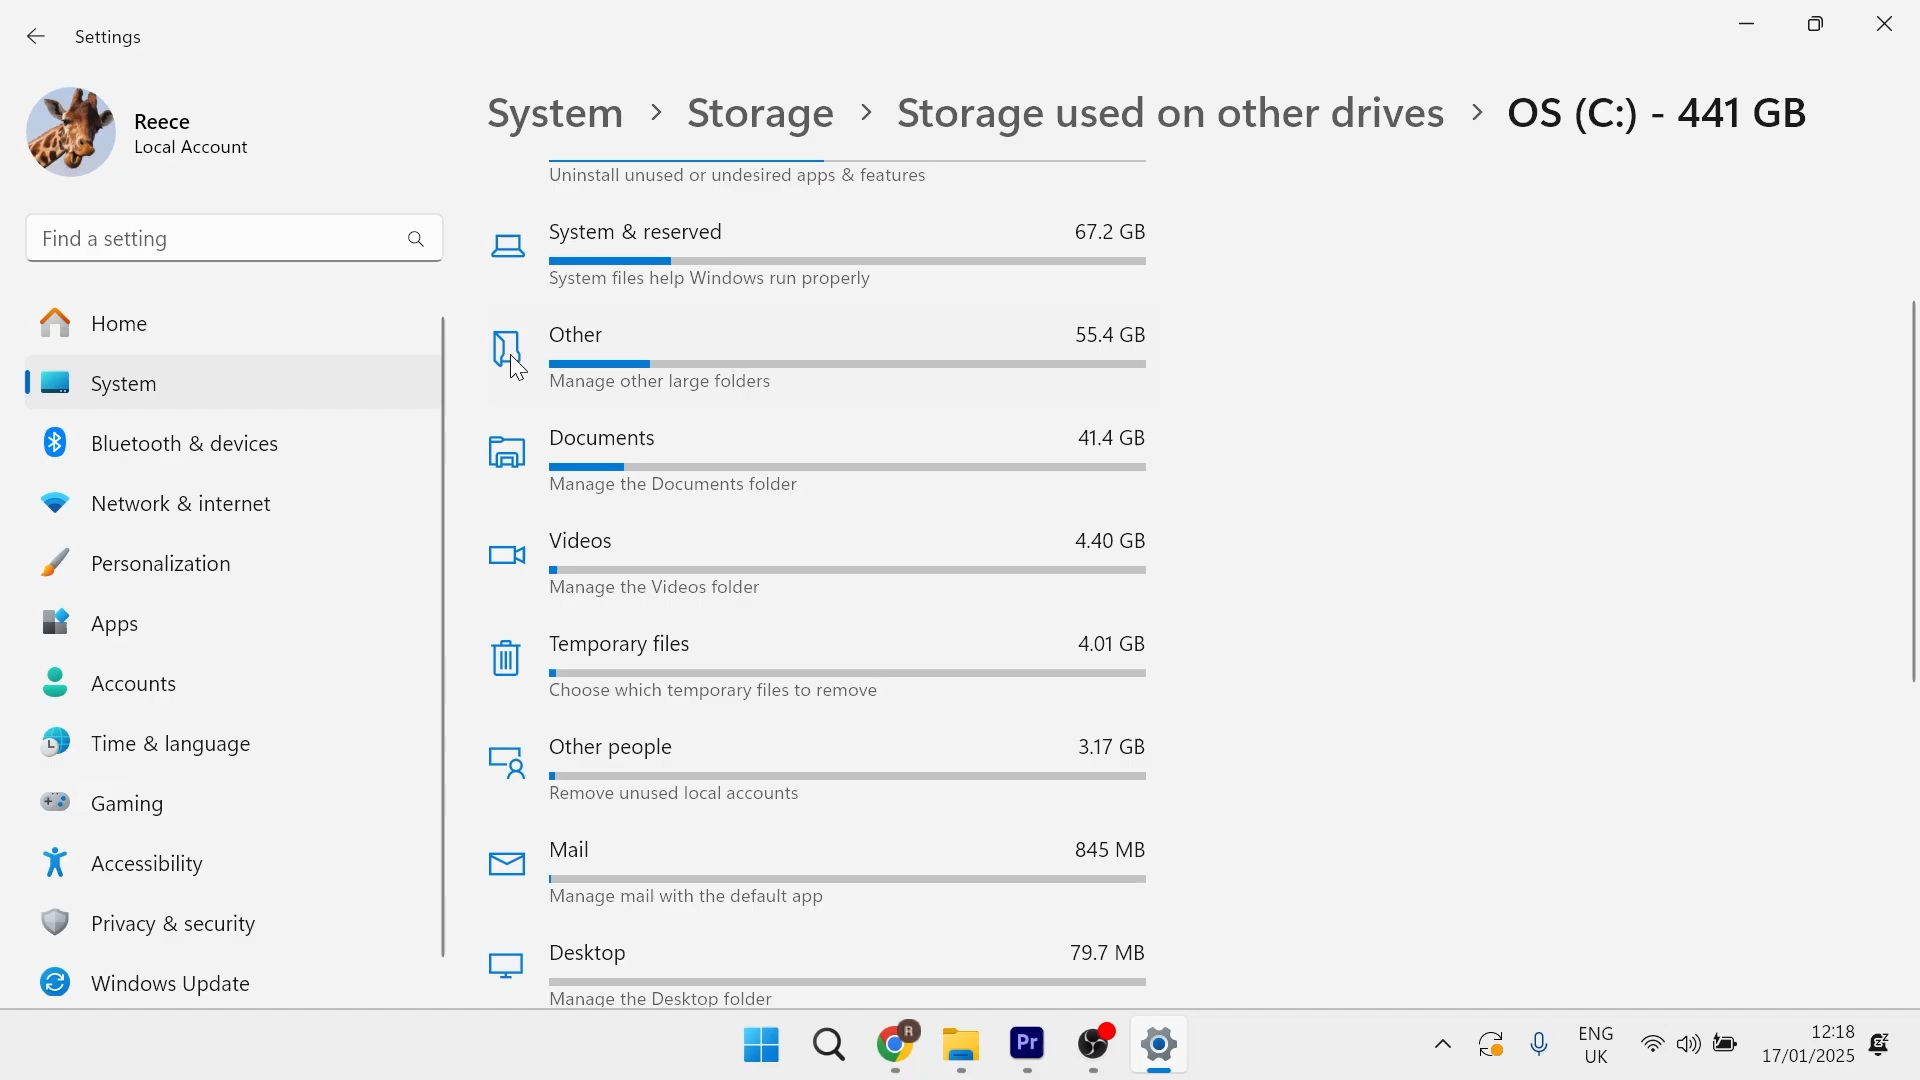 Settings
Reece
Local Account
Find a setting
Home
System
Bluetooth & devices
Network & internet
Personalization
Apps
Accounts
Time & language
Gaming
Accessibility
Privacy & security
Windows Update
System > Storage > Storage used on other drives > OS (C:) - 441 GB
Uninstall unused or undesired apps & features
System & reserved 67.2 GB
System files help Windows run properly
Other 55.4 GB
Manage other large folders
Documents 41.4 GB
Manage the Documents folder
Videos 4.40 GB
Manage the Videos folder
Temporary files 4.01 GB
Choose which temporary files to remove
Other people 3.17 GB
Remove unused local accounts
Mail 845 MB
Manage mail with the default app
Desktop 79.7 MB
Manage the Desktop folder
R
Pr
ENG
UK
12:18
17/01/2025